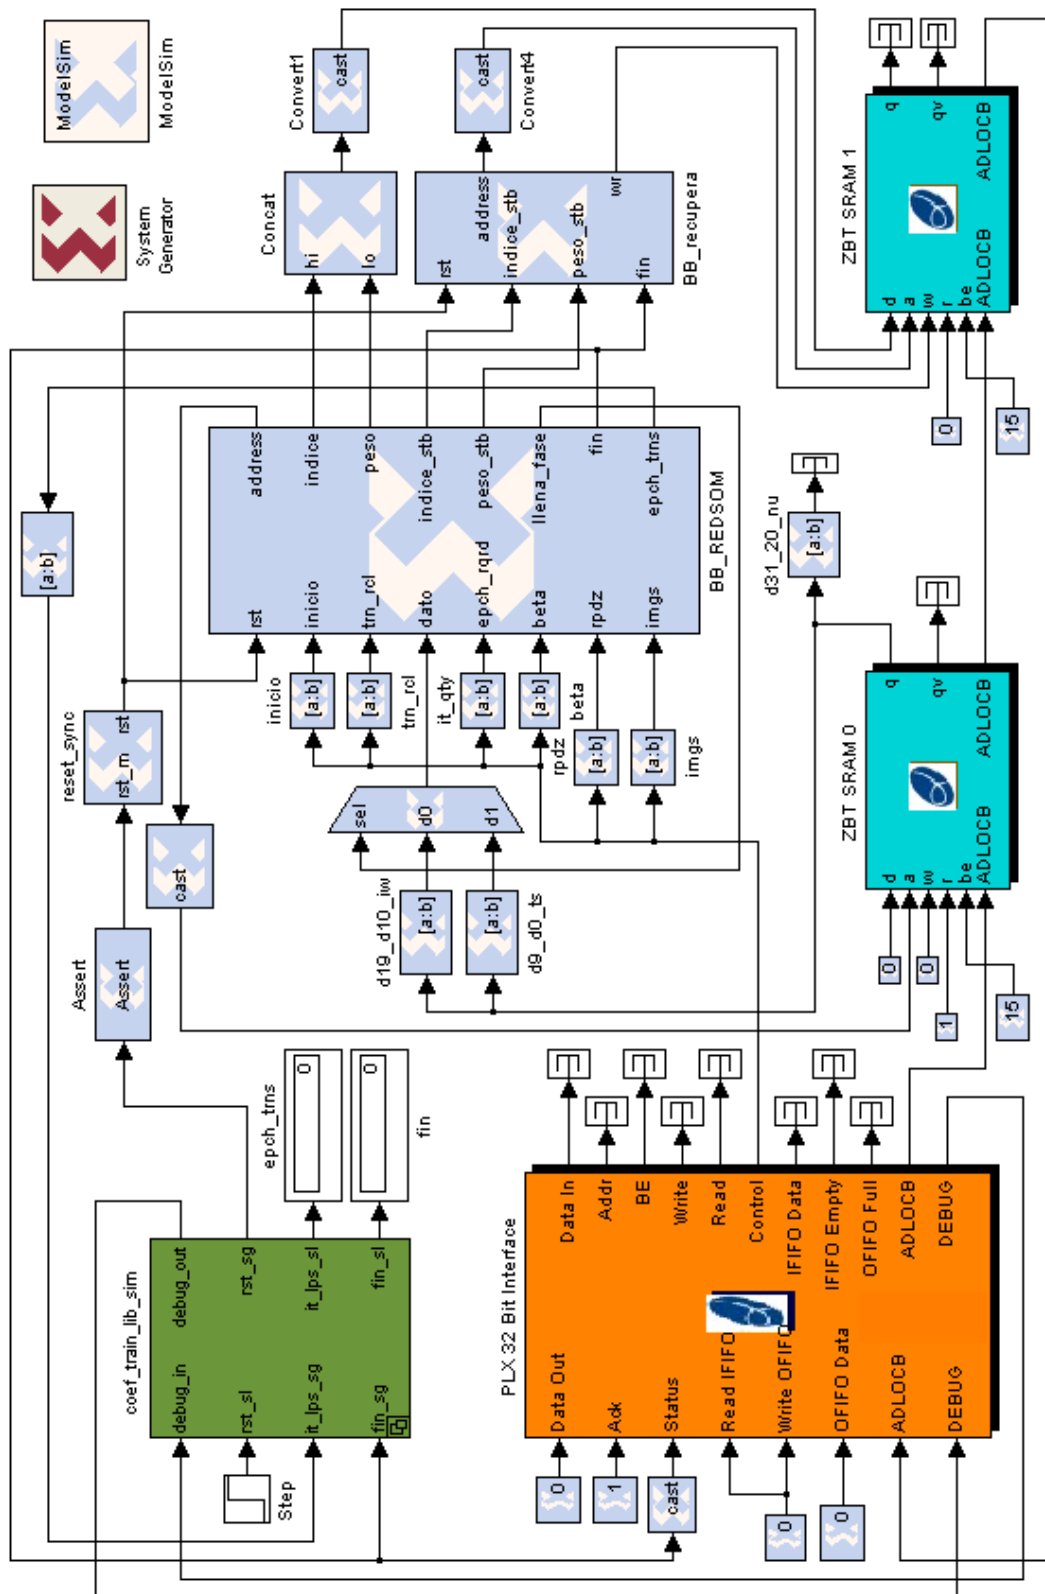 ModelSim
ModelSim
System
Generator
Convert1
cast
Convert4
cast
Concat
hi
lo
BB_recupera
rst
indice_stb
peso_stb
fin
address
wr
[a:b]
reset_sync
rst_m
rst
cast
Assert
Assert
BB_REDSOM
rst
inicio
trn_rcl
dato
epch_rqrd
beta
rpdz
imgs
address
indice
peso
indice_stb
peso_stb
llena_fase
fin
epch_trns
inicio
[a:b]
trn_rcl
[a:b]
it_qty
[a:b]
beta
[a:b]
rpdz
[a:b]
imgs
[a:b]
sel
d0
d1
d19_d10_iw
[a:b]
d9_d0_ts
[a:b]
d31_20_nu
[a:b]
coef_train_lib_sim
debug_in
rst_sl
it_lps_sg
fin_sg
debug_out
rst_sg
it_lps_sl
fin_sl
Step
epch_trns
0
fin
0
PLX 32 Bit Interface
Data Out
Ack
Status
Read IFIFO
Write OFIFO
OFIFO Data
ADLOCB
DEBUG
Data In
Addr
BE
Write
Read
Control
IFIFO Data
IFIFO Empty
OFIFO Full
ADLOCB
DEBUG
0
1
cast
0
0
ZBT SRAM 0
d
a
w
r
be
ADLOCB
q
qv
ADLOCB
0
0
1
15
ZBT SRAM 1
d
a
w
r
be
ADLOCB
q
qv
ADLOCB
0
15